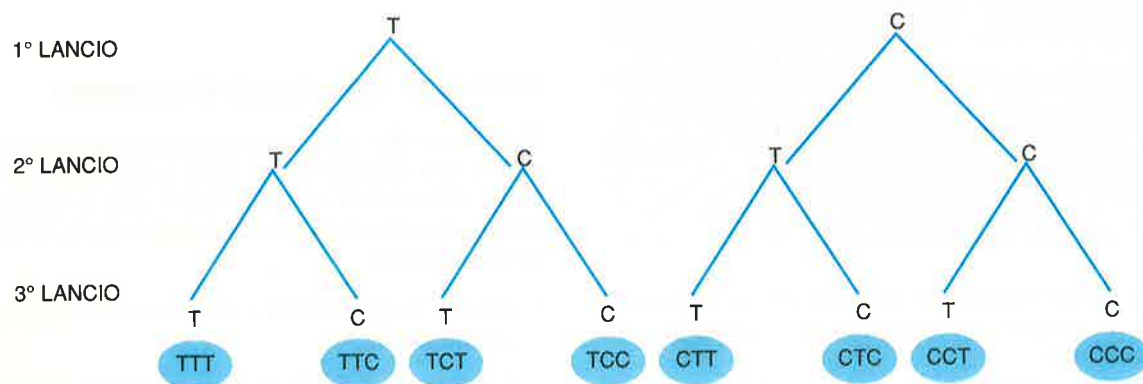 T C
1° LANCIO
2° LANCIO T C T C
3° LANCIO
T C T C T C T C
TTT TTC TCT TCC CTT CTC CCT CCC